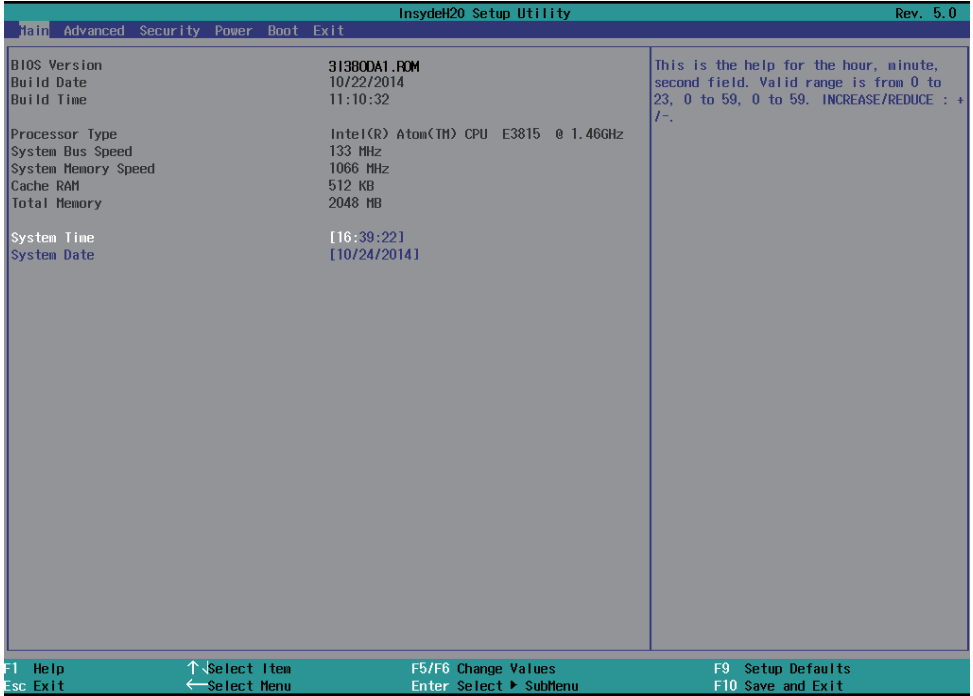 InsydeH20 Setup Utility Rev. 5.0
Main Advanced Security Power Boot Exit
BIOS Version 31380DA1.ROM
Build Date 10/22/2014
Build Time 11:10:32
Processor Type Intel(R) Atom(TM) CPU E3815 @ 1.46GHz
System Bus Speed 133 MHz
System Memory Speed 1066 MHz
Cache RAM 512 KB
Total Memory 2048 MB
System Time [16:39:22]
System Date [10/24/2014]
This is the help for the hour, minute,
second field. Valid range is from 0 to
23, 0 to 59, 0 to 59. INCREASE/REDUCE : +
/-.
F1 Help ↑↓Select Item F5/F6 Change Values F9 Setup Defaults
Esc Exit ←Select Menu Enter Select ▶ SubMenu F10 Save and Exit